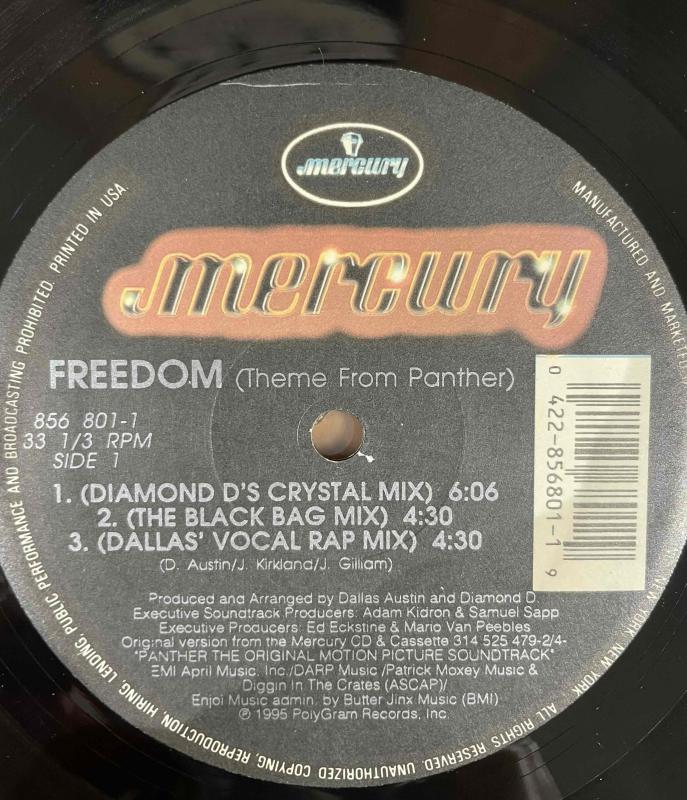 mercury
mercury
FREEDOM (Theme From Panther)
856 801-1
33 1/3 RPM
SIDE 1
1. (DIAMOND D'S CRYSTAL MIX) 6:06
2. (THE BLACK BAG MIX) 4:30
3. (DALLAS' VOCAL RAP MIX) 4:30
(D. Austin/J. Kirkland/J. Gilliam)
Produced and Arranged by Dallas Austin and Diamond D.
Executive Soundtrack Producers: Adam Kidron & Samuel Sapp
Executive Producers: Ed Eckstine & Mario Van Peebles
Original version from the Mercury CD & Cassette 314 525 479-2/4-
"PANTHER THE ORIGINAL MOTION PICTURE SOUNDTRACK"
EMI April Music, Inc./DARP Music /Patrick Moxey Music &
Diggin In The Crates (ASCAP)/
Enjoi Music admin. by Butter Jinx Music (BMI)
℗ 1995 PolyGram Records, Inc.
0 422-856801-1 9
MANUFACTURED AND MARKETED
NEW YORK, NEW YORK. ALL RIGHTS RESERVED. UNAUTHORIZED COPYING, REPRODUCTION, HIRING, LENDING, PUBLIC PERFORMANCE AND BROADCASTING PROHIBITED. PRINTED IN USA.